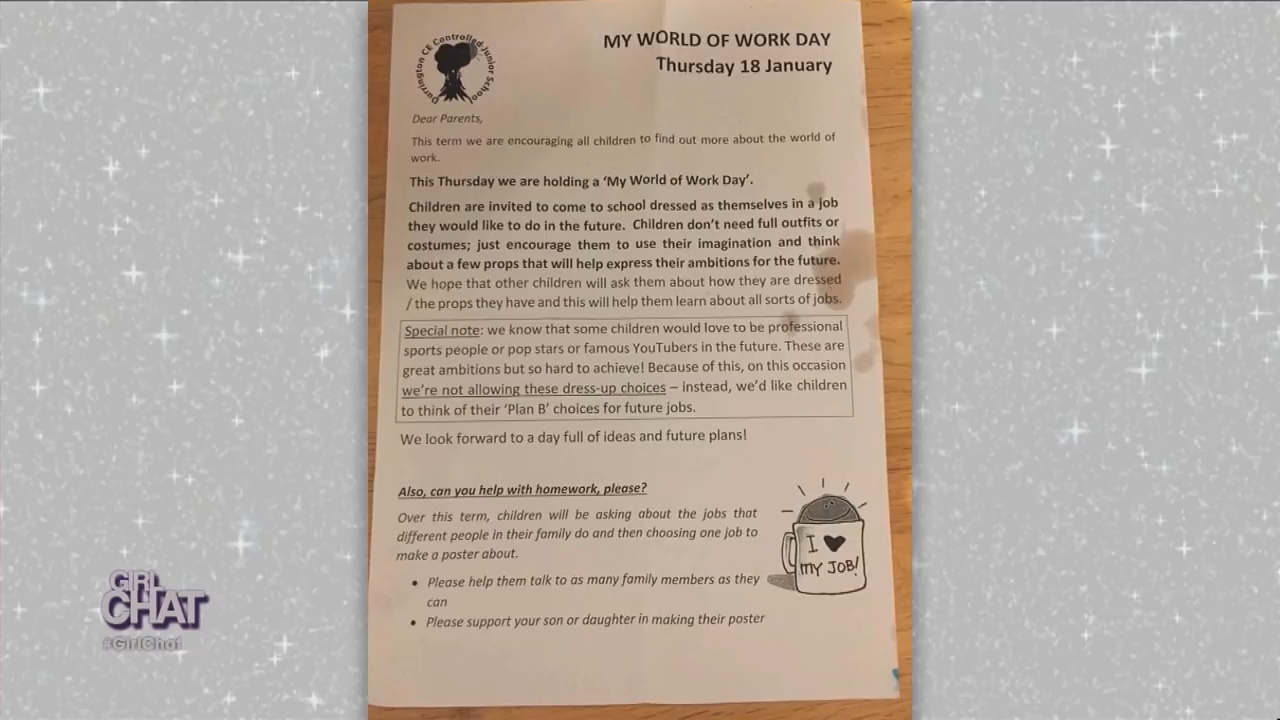 MY WORLD OF WORK DAY
Thursday 18 January
Durrington CE Controlled Junior School
Dear Parents,
This term we are encouraging all children to find out more about the world of
work.
This Thursday we are holding a ‘My World of Work Day’.
Children are invited to come to school dressed as themselves in a job
they would like to do in the future. Children don’t need full outfits or
costumes; just encourage them to use their imagination and think
about a few props that will help express their ambitions for the future.
We hope that other children will ask them about how they are dressed
/ the props they have and this will help them learn about all sorts of jobs.
Special note: we know that some children would love to be professional
sports people or pop stars or famous YouTubers in the future. These are
great ambitions but so hard to achieve! Because of this, on this occasion
we’re not allowing these dress-up choices – instead, we’d like children
to think of their ‘Plan B’ choices for future jobs.
We look forward to a day full of ideas and future plans!
Also, can you help with homework, please?
Over this term, children will be asking about the jobs that
different people in their family do and then choosing one job to
make a poster about.
• Please help them talk to as many family members as they
can
• Please support your son or daughter in making their poster
I ♥
my JOB!
GIRL
CHAT
#GirlChat